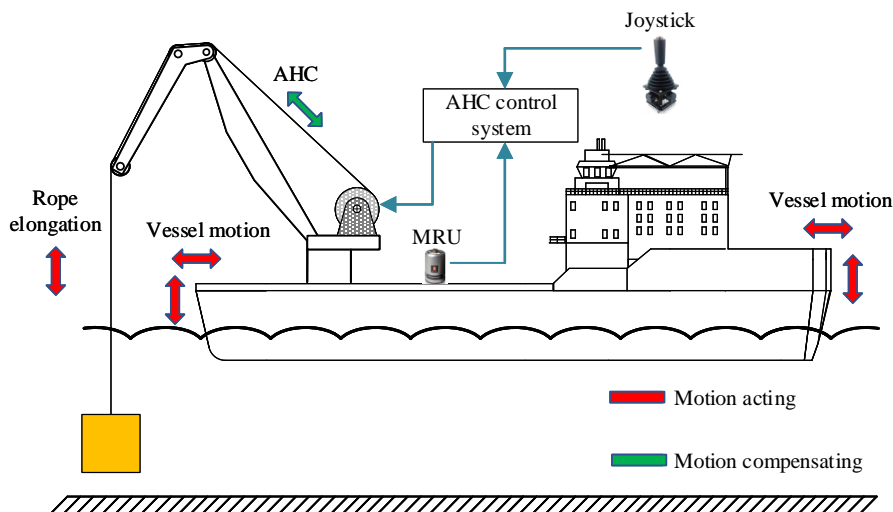 Joystick
AHC
AHC control
system
Rope
elongation
Vessel motion
MRU
Vessel
motion
Motion acting
Motion compensating